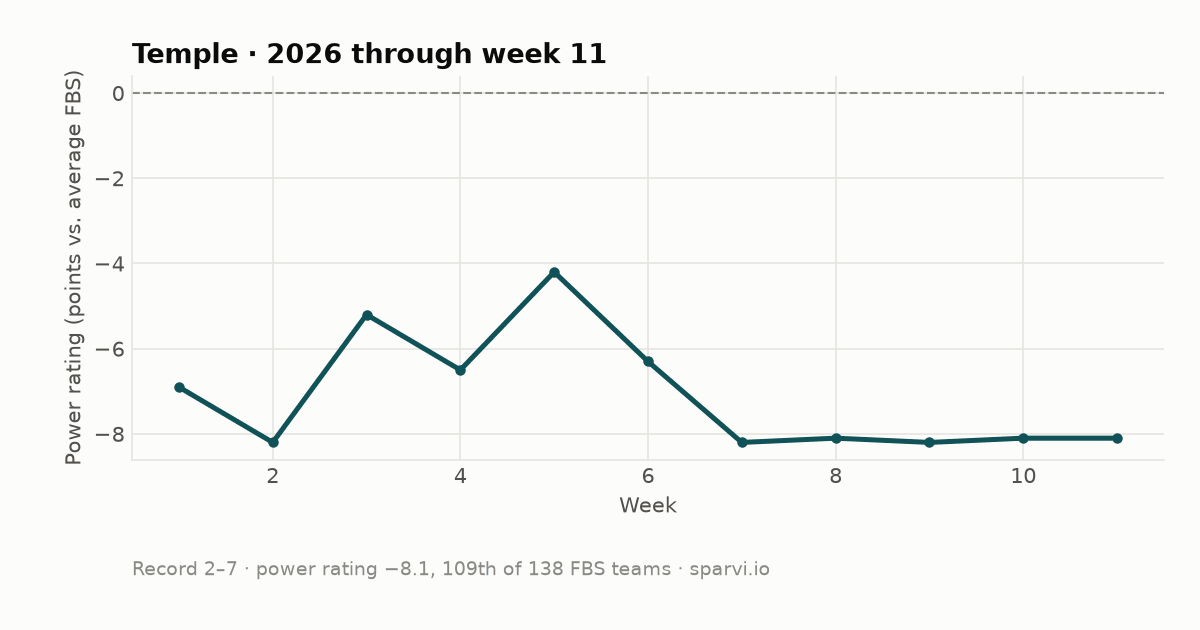 Temple · 2026 through week 11
Power rating (points vs. average FBS)
0
−2
−4
−6
−8
2 4 6 8 10
Week
Record 2–7 · power rating −8.1, 109th of 138 FBS teams · sparvi.io